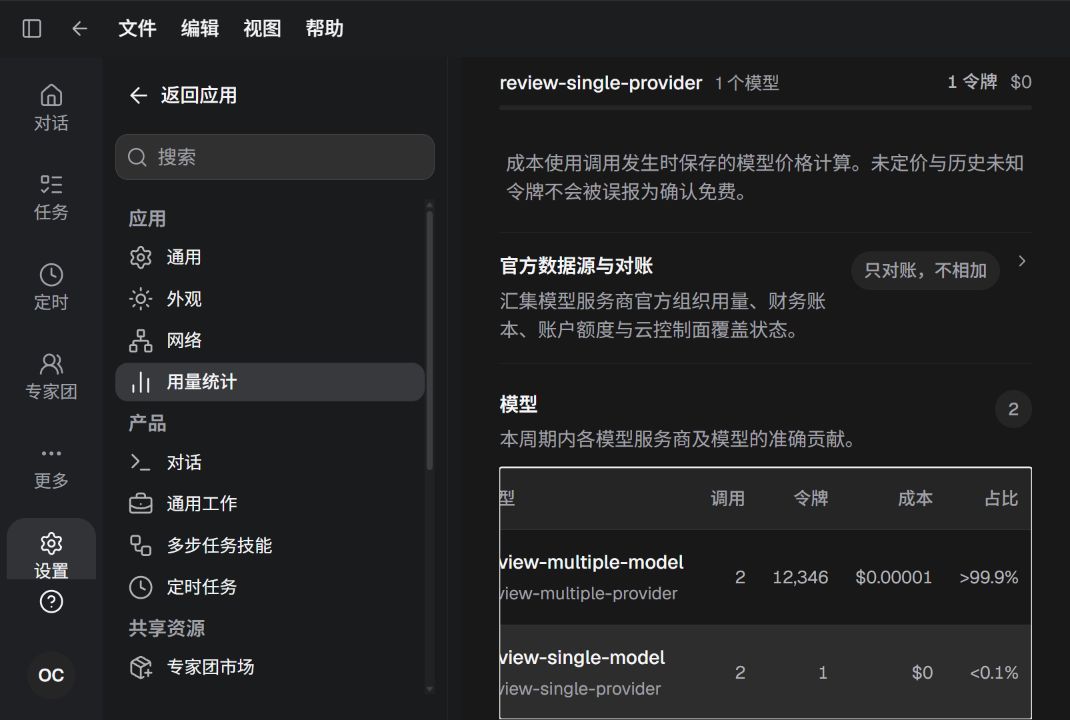 文件 编辑 视图 帮助
对话
任务
定时
专家团
更多
设置
OC
返回应用
搜索
应用
通用
外观
网络
用量统计
产品
对话
通用工作
多步任务技能
定时任务
共享资源
专家团市场
review-single-provider 1 个模型 1 令牌 $0
成本使用调用发生时保存的模型价格计算。未定价与历史未知
令牌不会被误报为确认免费。
官方数据源与对账 只对账，不相加
汇集模型服务商官方组织用量、财务账
本、账户额度与云控制面覆盖状态。
模型 2
本周期内各模型服务商及模型的准确贡献。
型 调用 令牌 成本 占比
view-multiple-model
view-multiple-provider
2 12,346 $0.00001 >99.9%
view-single-model
view-single-provider
2 1 $0 <0.1%